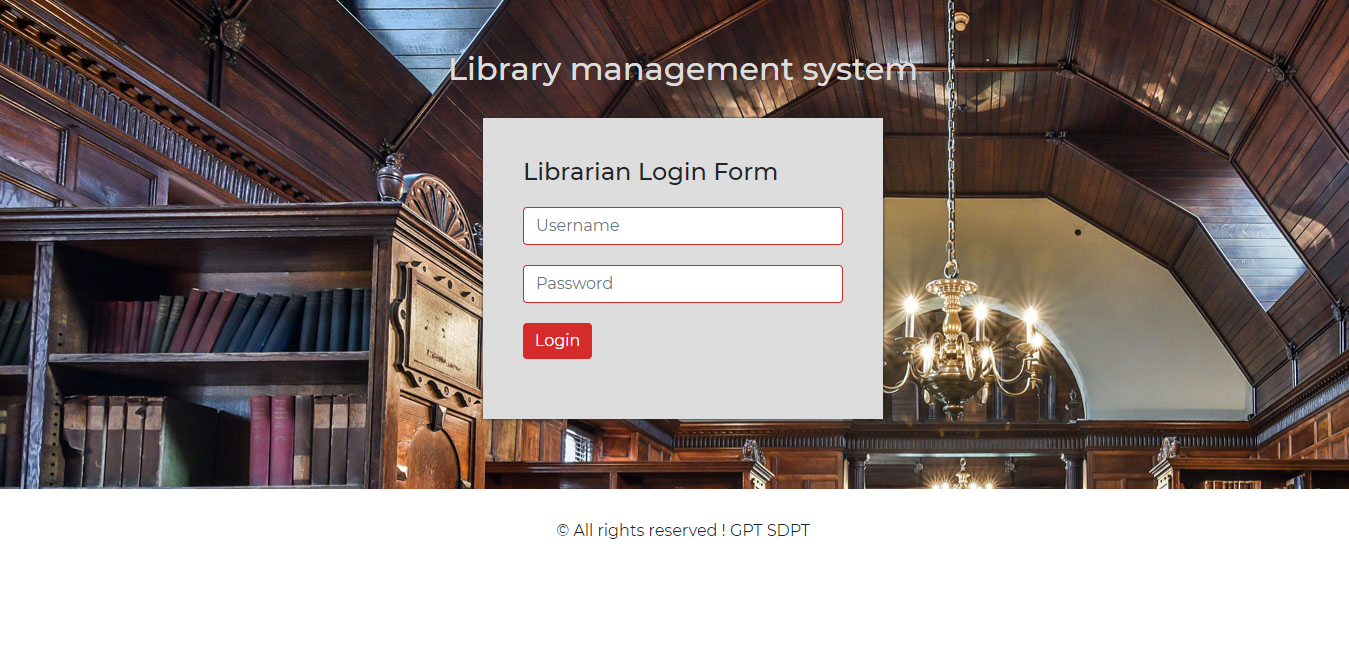 Library management system
Librarian Login Form
Username
Password
Login
© All rights reserved ! GPT SDPT